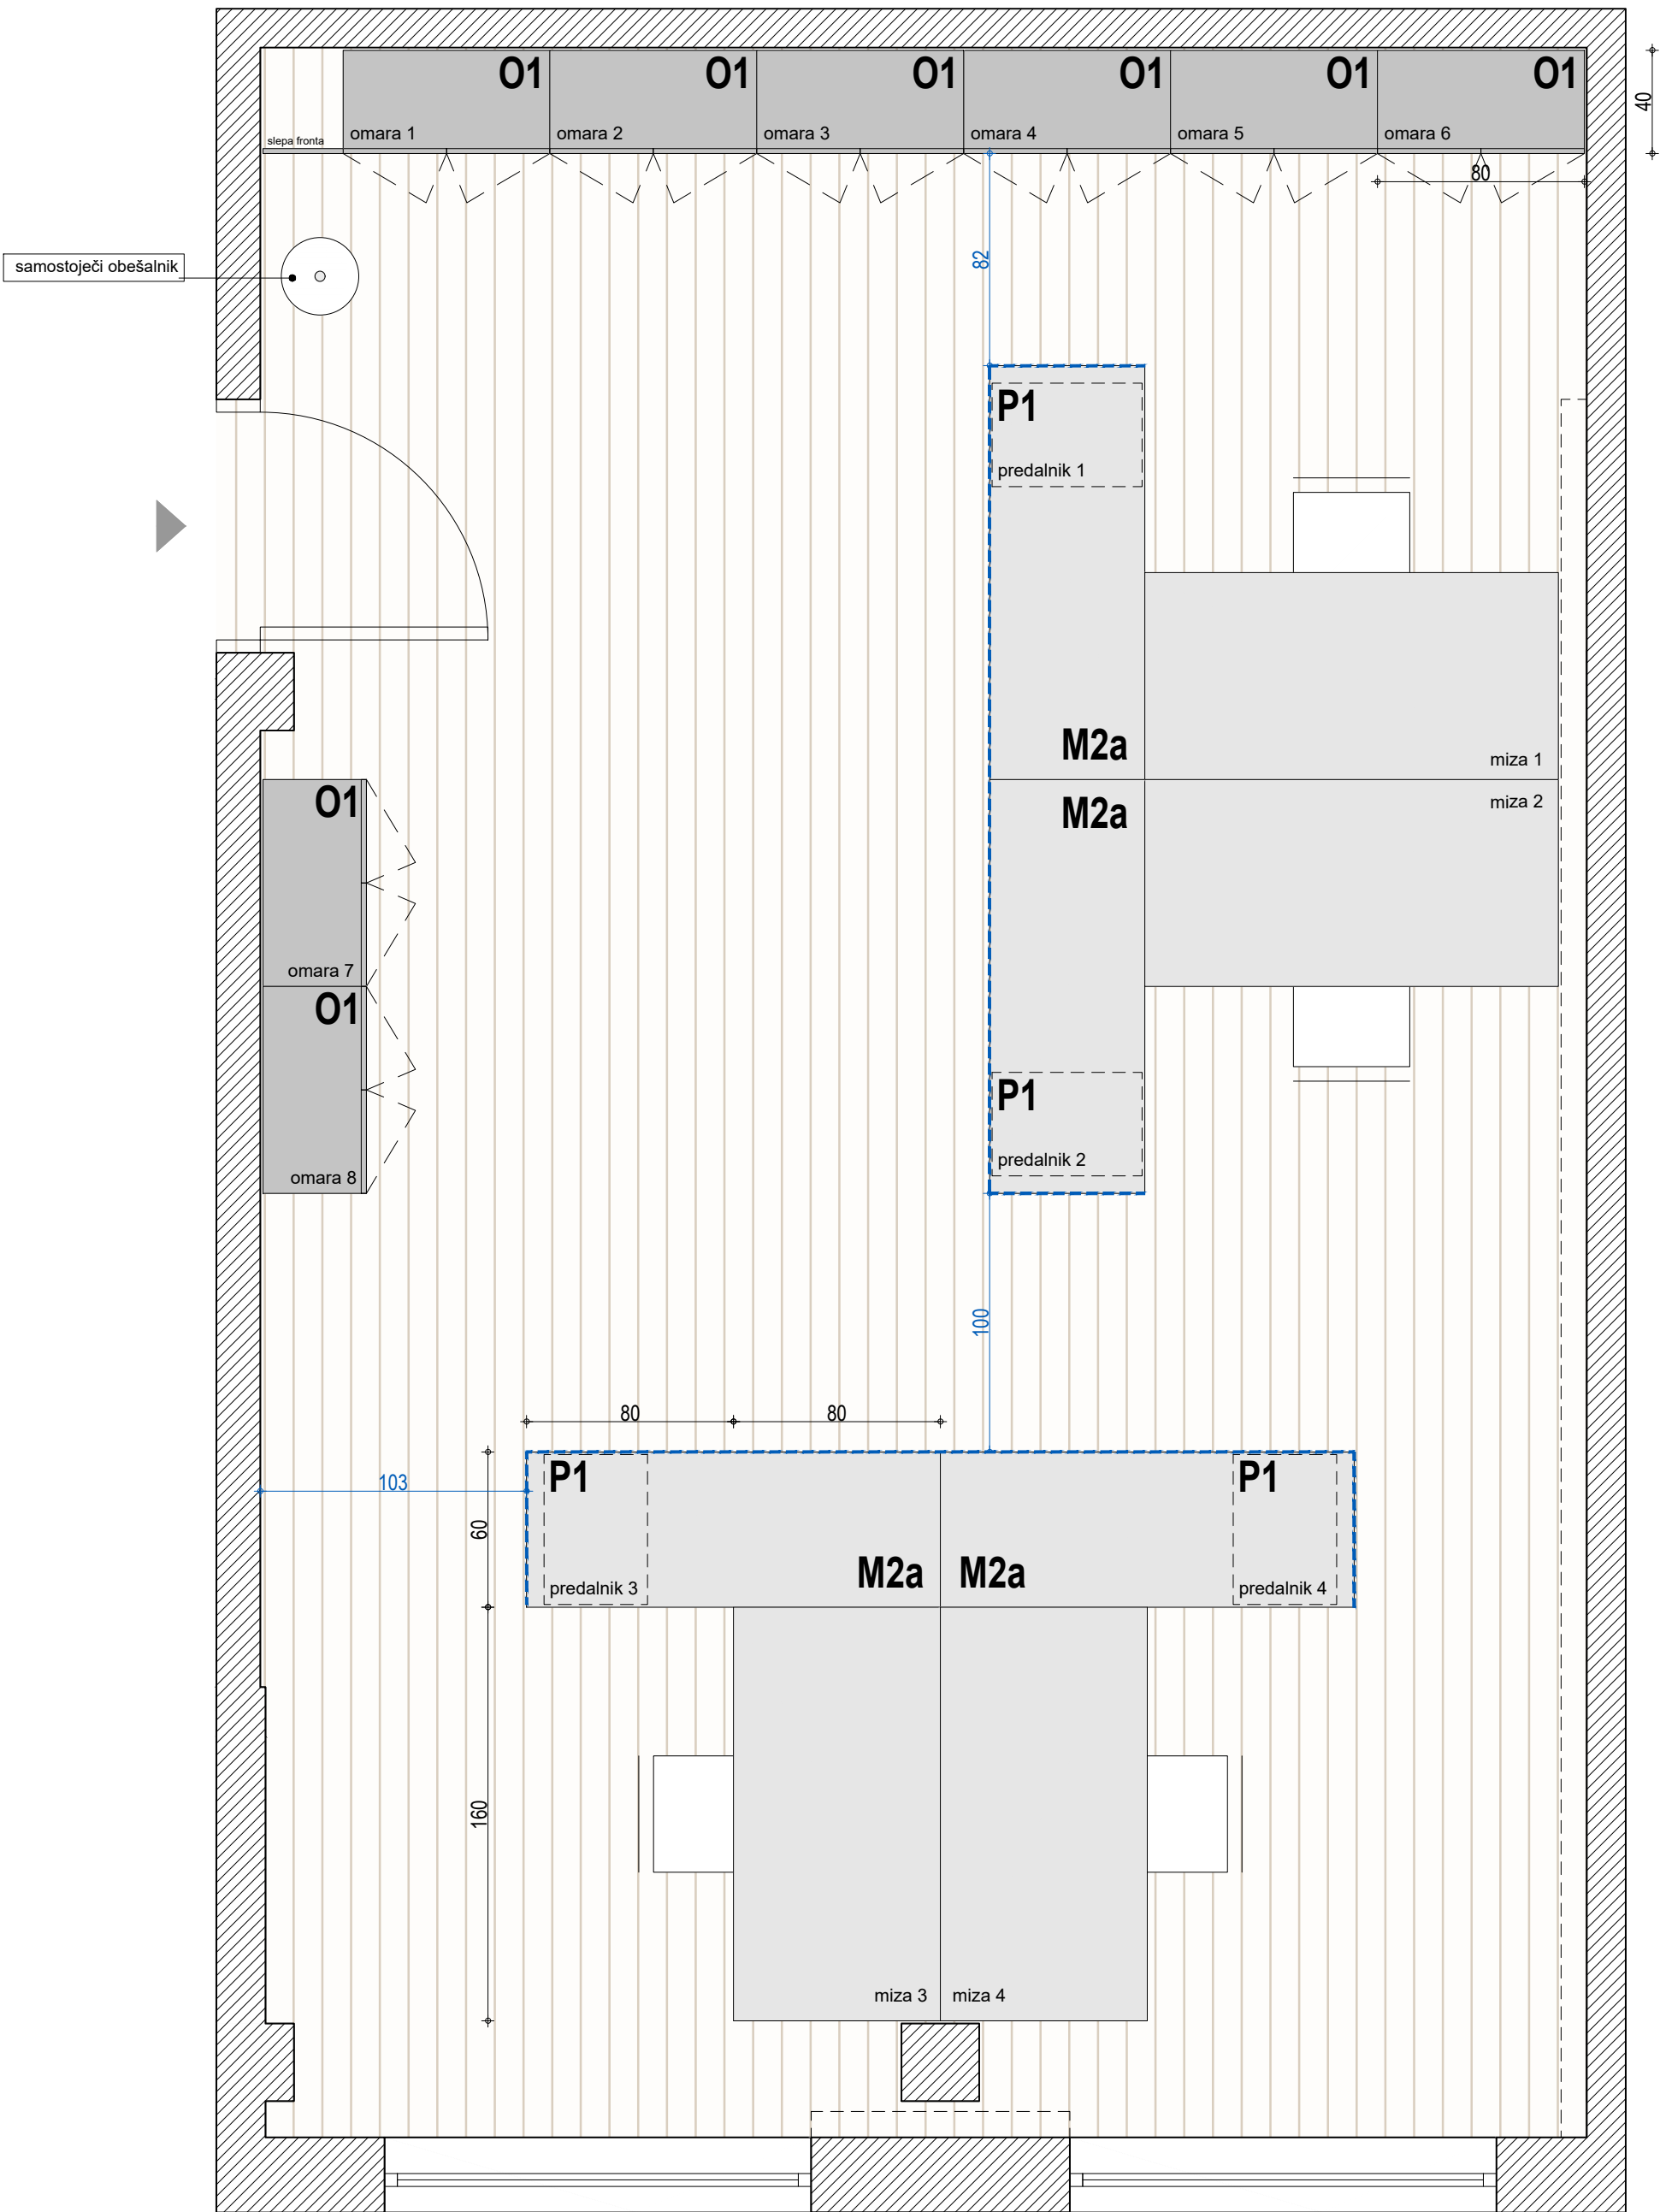 O1 O1 O1 O1 O1 O1
40
slepa fronta
omara 1 omara 2 omara 3 omara 4 omara 5 omara 6
80
samostoječi obešalnik
82
P1
predalnik 1
M2a
miza 1
M2a
miza 2
O1
omara 7
O1
P1
predalnik 2
omara 8
100
80 80
103
P1 P1
60
M2a M2a
predalnik 3 predalnik 4
160
miza 3 miza 4